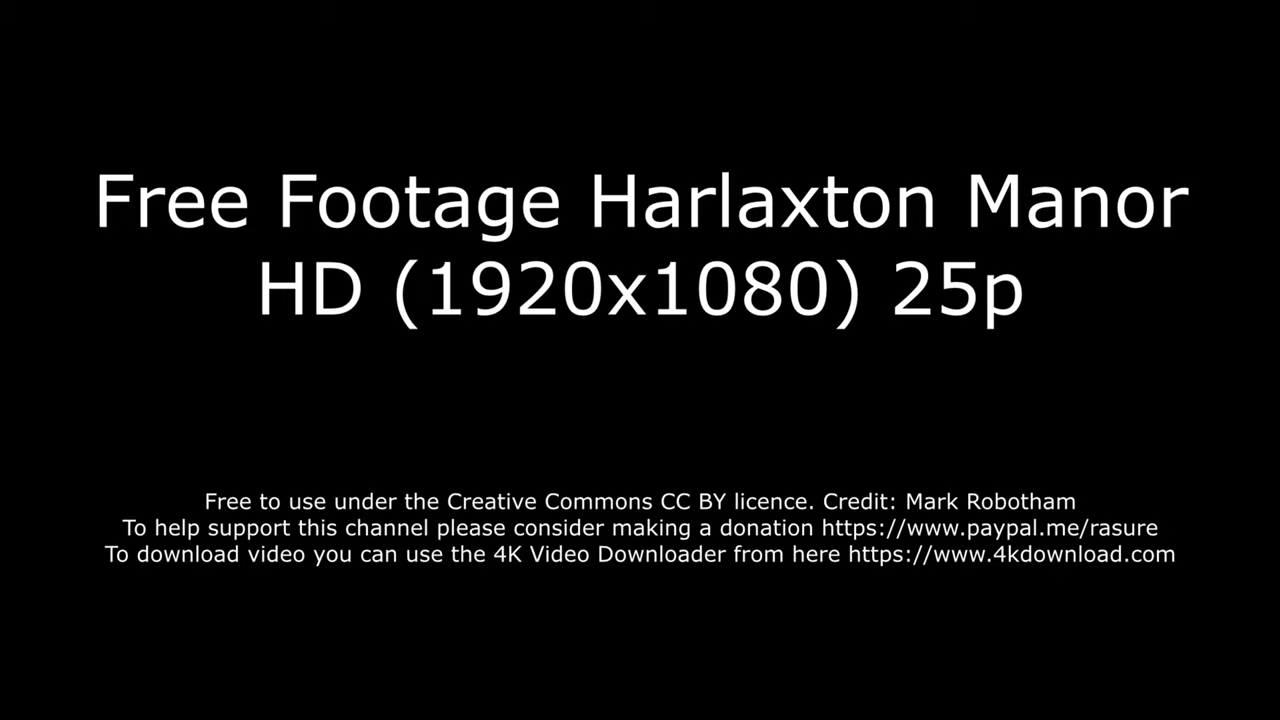 Free Footage Harlaxton Manor
HD (1920x1080) 25p
Free to use under the Creative Commons CC BY licence. Credit: Mark Robotham
To help support this channel please consider making a donation https://www.paypal.me/rasure
To download video you can use the 4K Video Downloader from here https://www.4kdownload.com